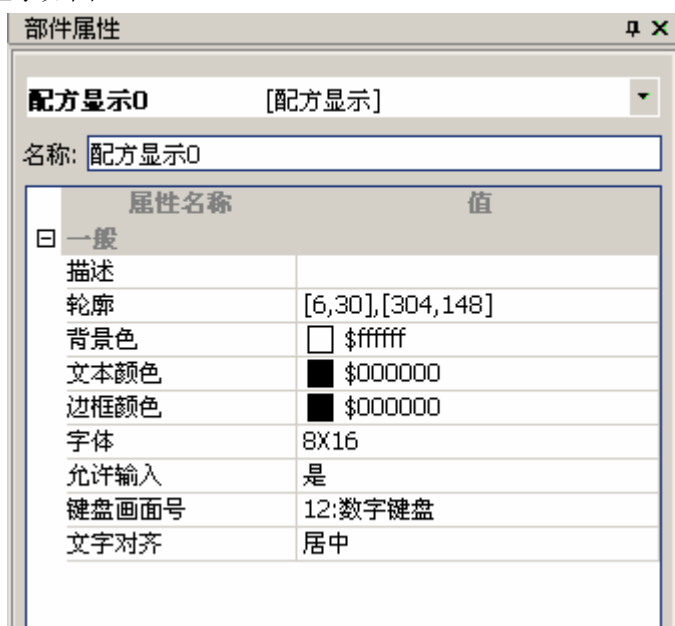 部件属性
配方显示0 [配方显示]
名称: 配方显示0
属性名称 值
一般
描述
轮廓 [6,30],[304,148]
背景色 $ffffff
文本颜色 $000000
边框颜色 $000000
字体 8X16
允许输入 是
键盘画面号 12:数字键盘
文字对齐 居中